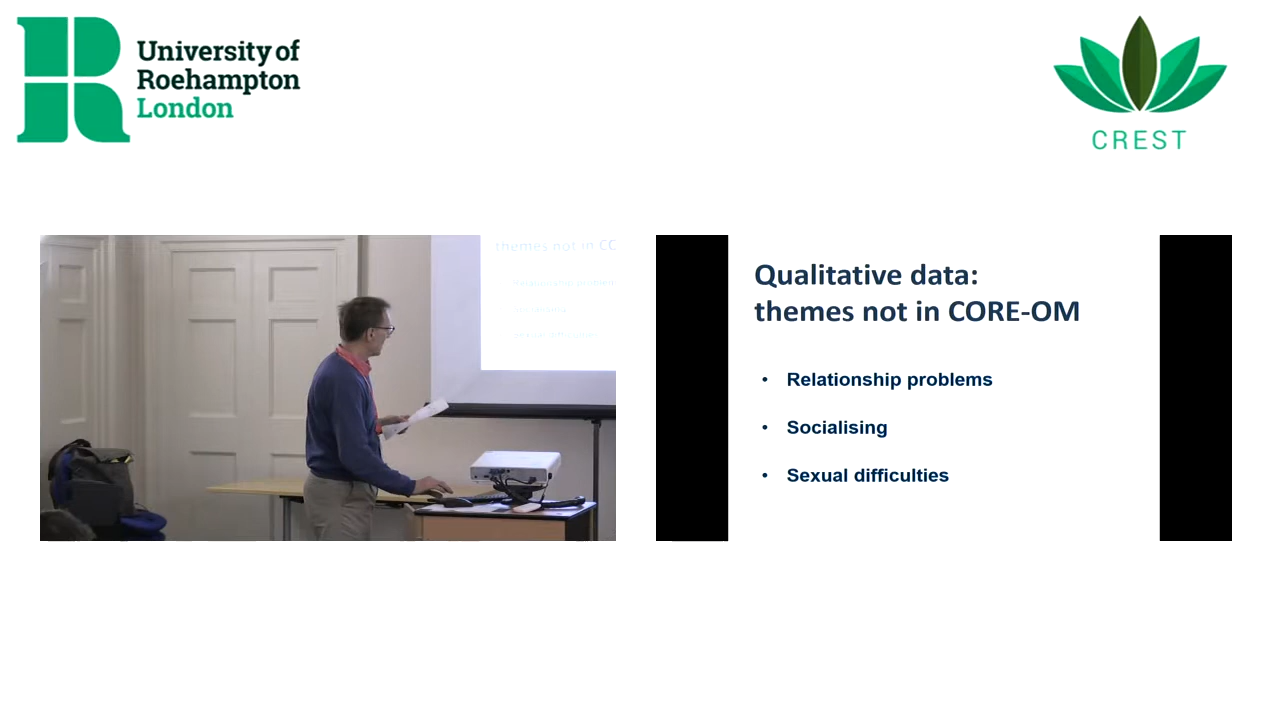 University of
Roehampton
London
CREST
themes not in CO
Qualitative data:
themes not in CORE-OM
• Relationship problems
• Socialising
• Sexual difficulties